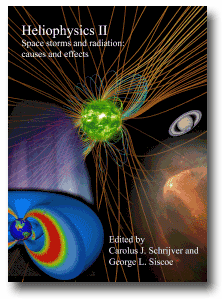 Heliophysics II
Space storms and radiation:
causes and effects
Edited by
Carolus J. Schrijver and
George L. Siscoe